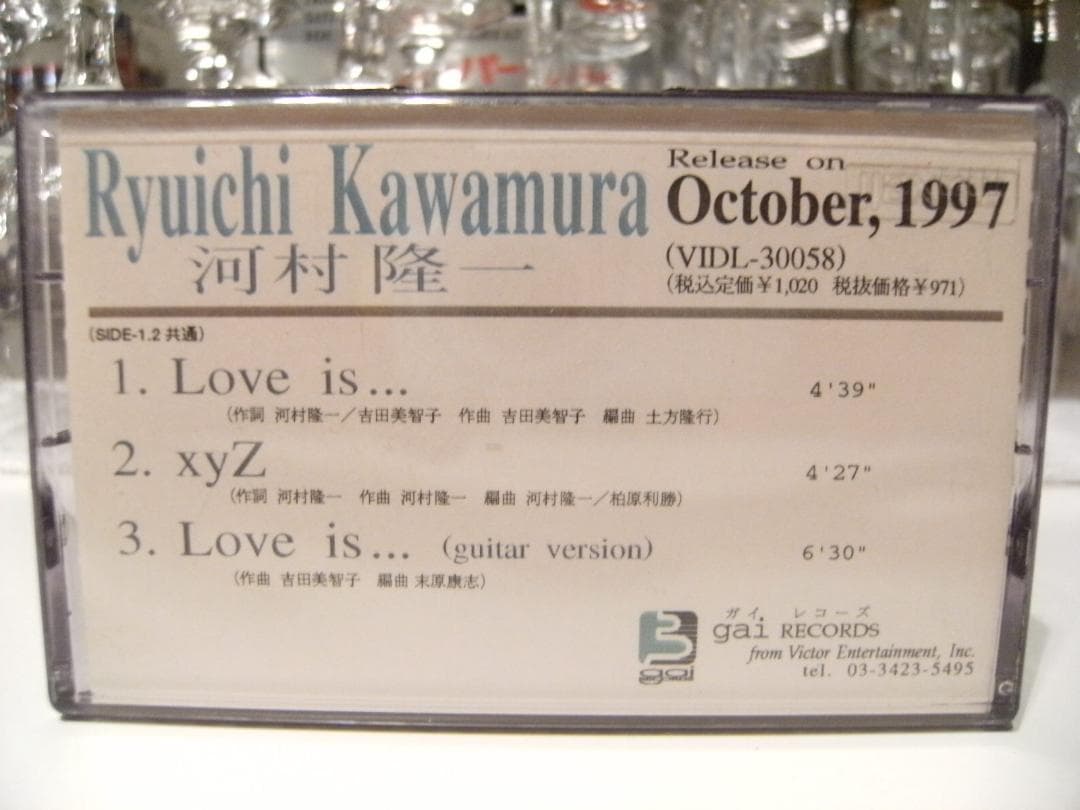 バー
Ryuichi Kawamura
河村隆一
Release on
October, 1997
(VIDL-30058)
(税込定価¥1,020 税抜価格¥971)
(SIDE-1.2 共通)
1. Love is... 4'39"
(作詞 河村隆一/吉田美智子 作曲 吉田美智子 編曲 土方隆行)
2. xyZ 4'27"
(作詞 河村隆一 作曲 河村隆一 編曲 河村隆一/柏原利勝)
3. Love is... (guitar version) 6'30"
(作曲 吉田美智子 編曲 末原康志)
ガイ レコーズ
gai RECORDS
gai
from Victor Entertainment, Inc.
tel. 03-3423-5495